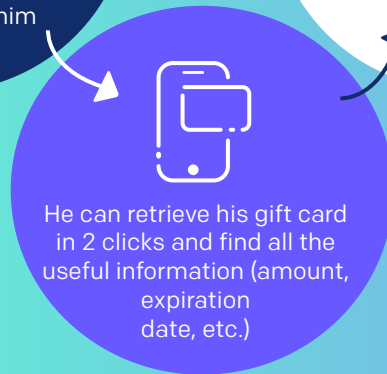 him
He can retrieve his gift card
in 2 clicks and find all the
useful information (amount,
expiration
date, etc.)